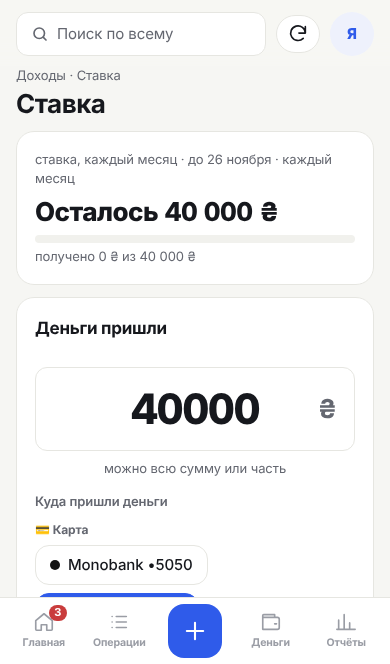 Поиск по всему
Я
Доходы · Ставка
Ставка
ставка, каждый месяц · до 26 ноября · каждый
месяц
Осталось 40 000 ₴
получено 0 ₴ из 40 000 ₴
Деньги пришли
40000 ₴
можно всю сумму или часть
Куда пришли деньги
💳 Карта
Monobank •5050
3
Главная
Операции
Деньги
Отчёты